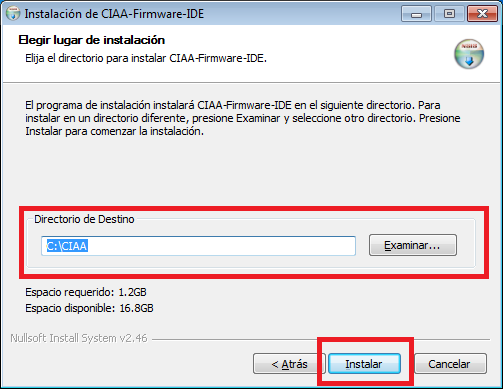 Instalación de CIAA-Firmware-IDE
Elegir lugar de instalación
Elija el directorio para instalar CIAA-Firmware-IDE.
El programa de instalación instalará CIAA-Firmware-IDE en el siguiente directorio. Para
instalar en un directorio diferente, presione Examinar y seleccione otro directorio. Presione
Instalar para comenzar la instalación.
Directorio de Destino
C:\CIAA
Examinar...
Espacio requerido: 1.2GB
Espacio disponible: 16.8GB
Nullsoft Install System v2.46
< Atrás
Instalar
Cancelar